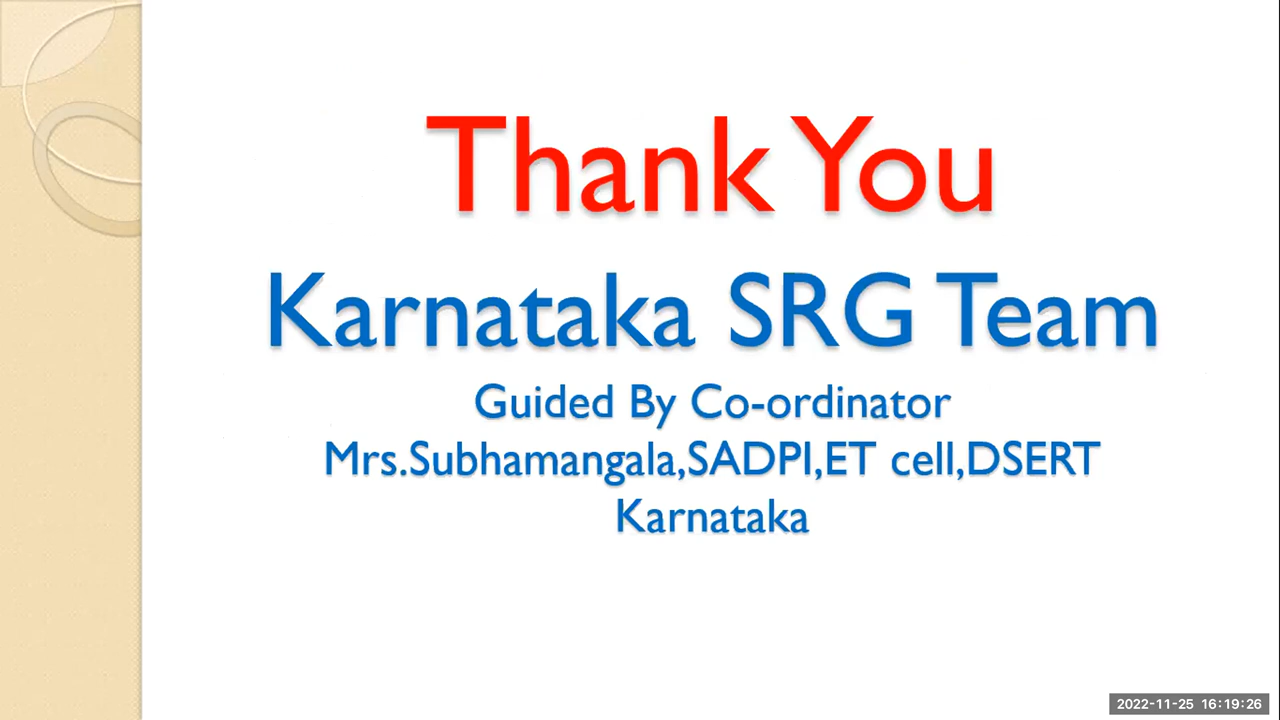 Thank You
Karnataka SRG Team
Guided By Co-ordinator
Mrs.Subhamangala,SADPI,ET cell,DSERT
Karnataka
2022-11-25 16:19:26